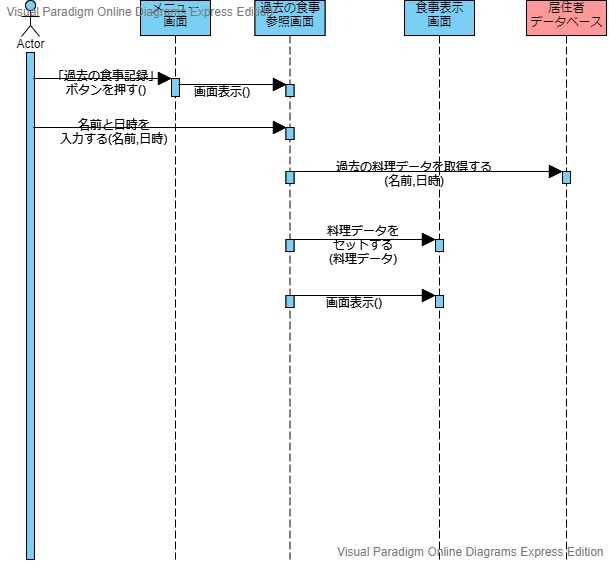 Visual Paradigm Online Diagrams Express Edition
Actor
メニュー
画面
過去の食事
参照画面
食事表示
画面
居住者
データベース
「過去の食事記録」
ボタンを押す()
画面表示()
名前と日時を
入力する(名前,日時)
過去の料理データを取得する
(名前,日時)
料理データを
セットする
(料理データ)
画面表示()
Visual Paradigm Online Diagrams Express Edition